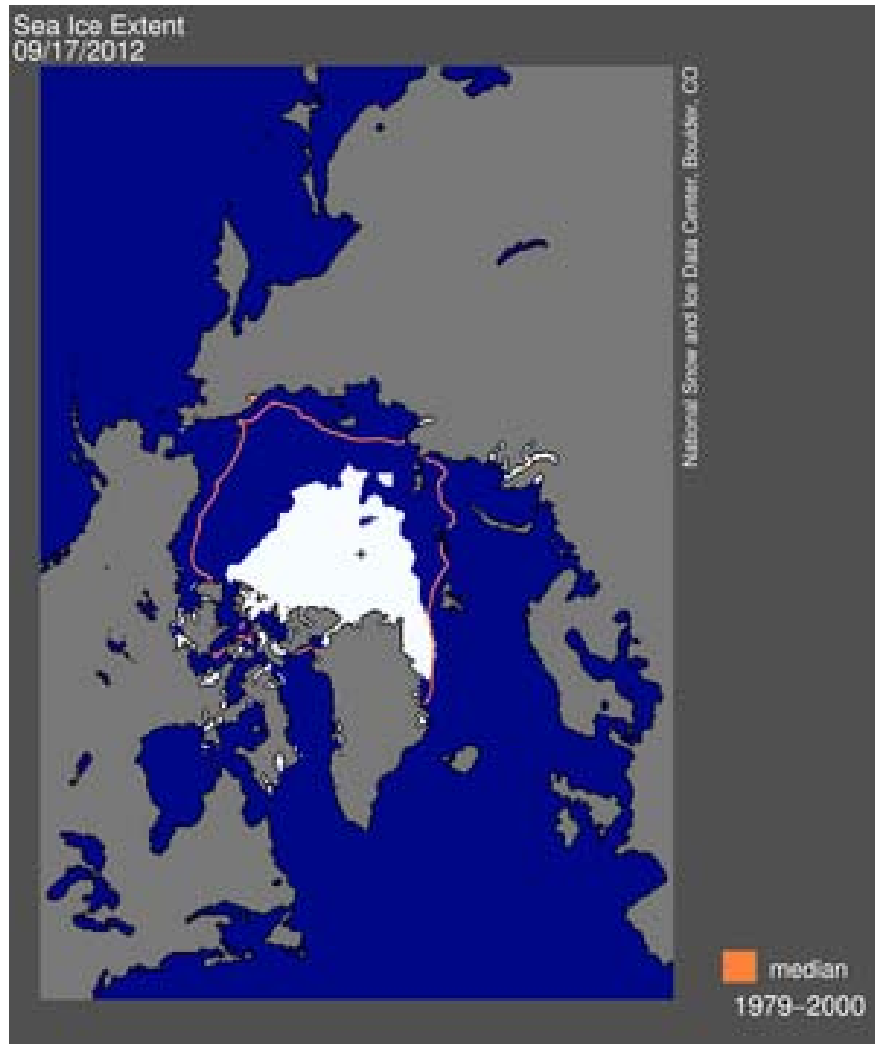 Sea Ice Extent
09/17/2012
National Snow and Ice Data Center, Boulder, CO
median
1979–2000